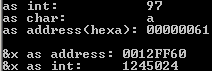 as int:          97
as char:         a
as address(hexa): 00000061
&x as address: 0012FF60
&x as int:     1245024